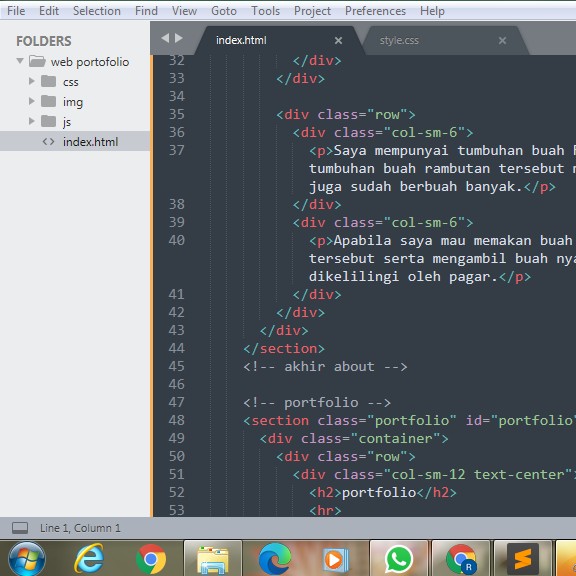 File Edit Selection Find View Goto Tools Project Preferences Help
FOLDERS
web portofolio
css
img
js
<> index.html
index.html × style.css ×
32 </div>
33 </div>
34
35 <div class="row">
36 <div class="col-sm-6">
37 <p>Saya mempunyai tumbuhan buah
tumbuhan buah rambutan tersebut
juga sudah berbuah banyak.</p>
38 </div>
39 <div class="col-sm-6">
40 <p>Apabila saya mau memakan buah
tersebut serta mengambil buah nya
dikelilingi oleh pagar.</p>
41 </div>
42 </div>
43 </div>
44 </section>
45 <!-- akhir about -->
46
47 <!-- portfolio -->
48 <section class="portfolio" id="portfolio"
49 <div class="container">
50 <div class="row">
51 <div class="col-sm-12 text-center">
52 <h2>portfolio</h2>
53 <hr>
Line 1, Column 1
R